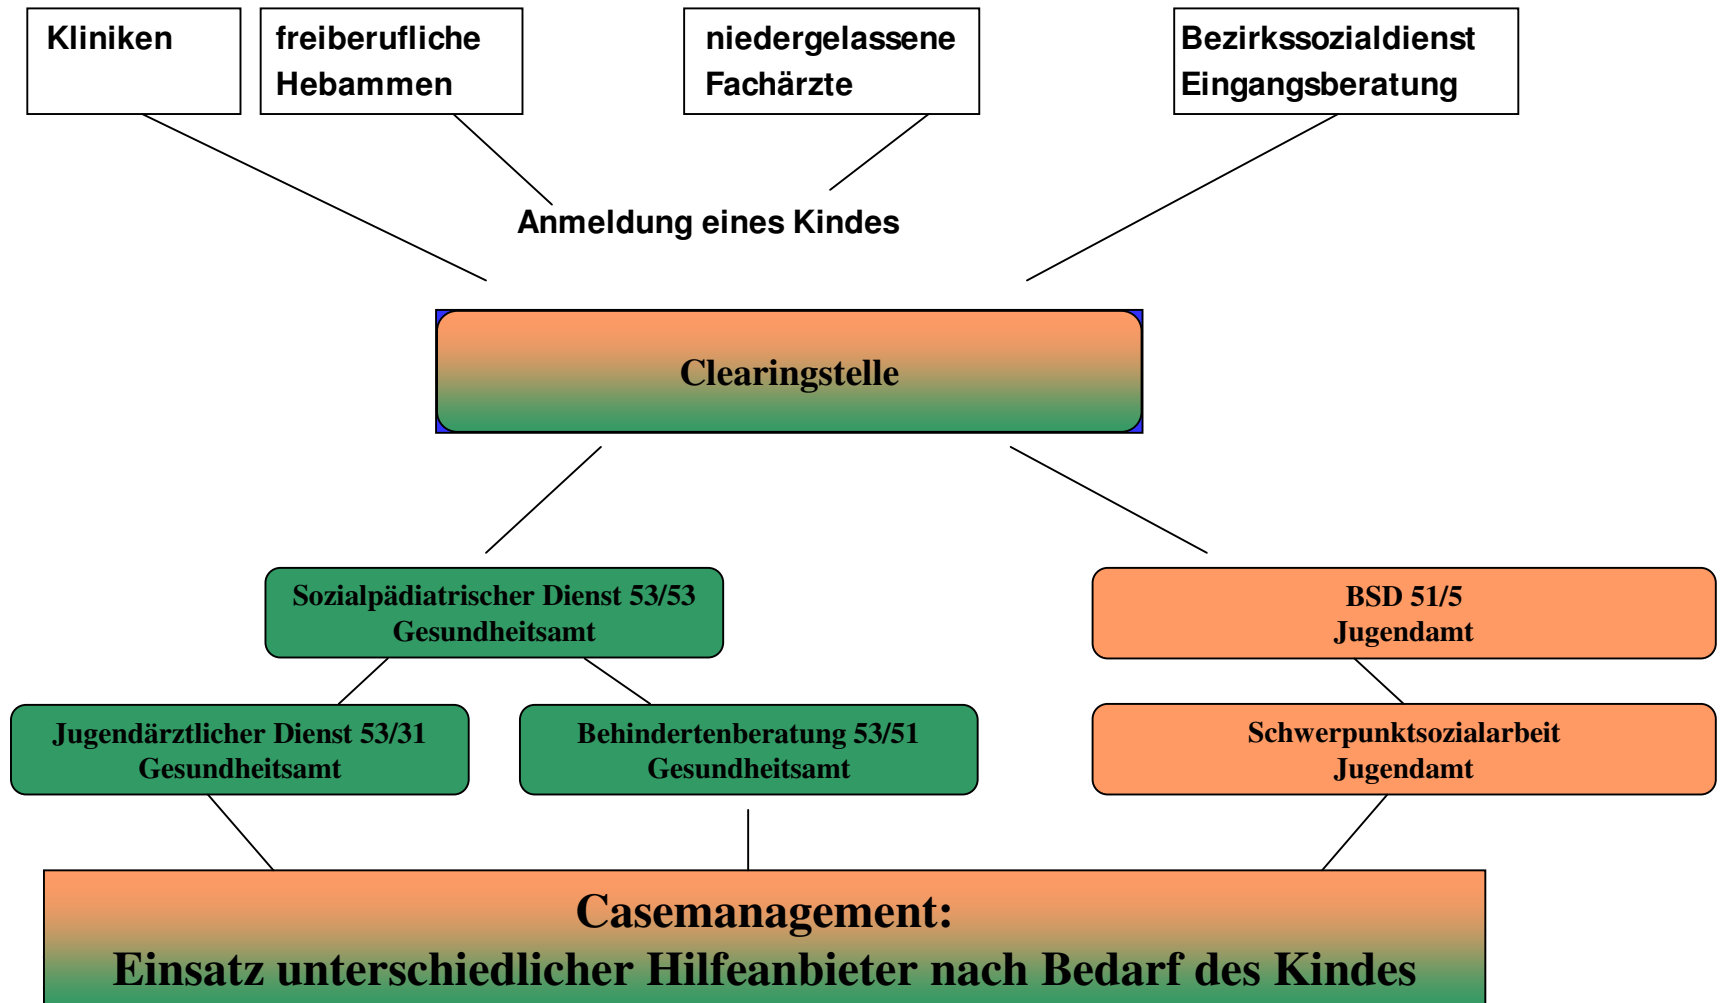 Kliniken
freiberufliche
Hebammen
niedergelassene
Fachärzte
Bezirkssozialdienst
Eingangsberatung
Anmeldung eines Kindes
Clearingstelle
Sozialpädiatrischer Dienst 53/53
Gesundheitsamt
BSD 51/5
Jugendamt
Jugendärztlicher Dienst 53/31
Gesundheitsamt
Behindertenberatung 53/51
Gesundheitsamt
Schwerpunktsozialarbeit
Jugendamt
Casemanagement:
Einsatz unterschiedlicher Hilfeanbieter nach Bedarf des Kindes